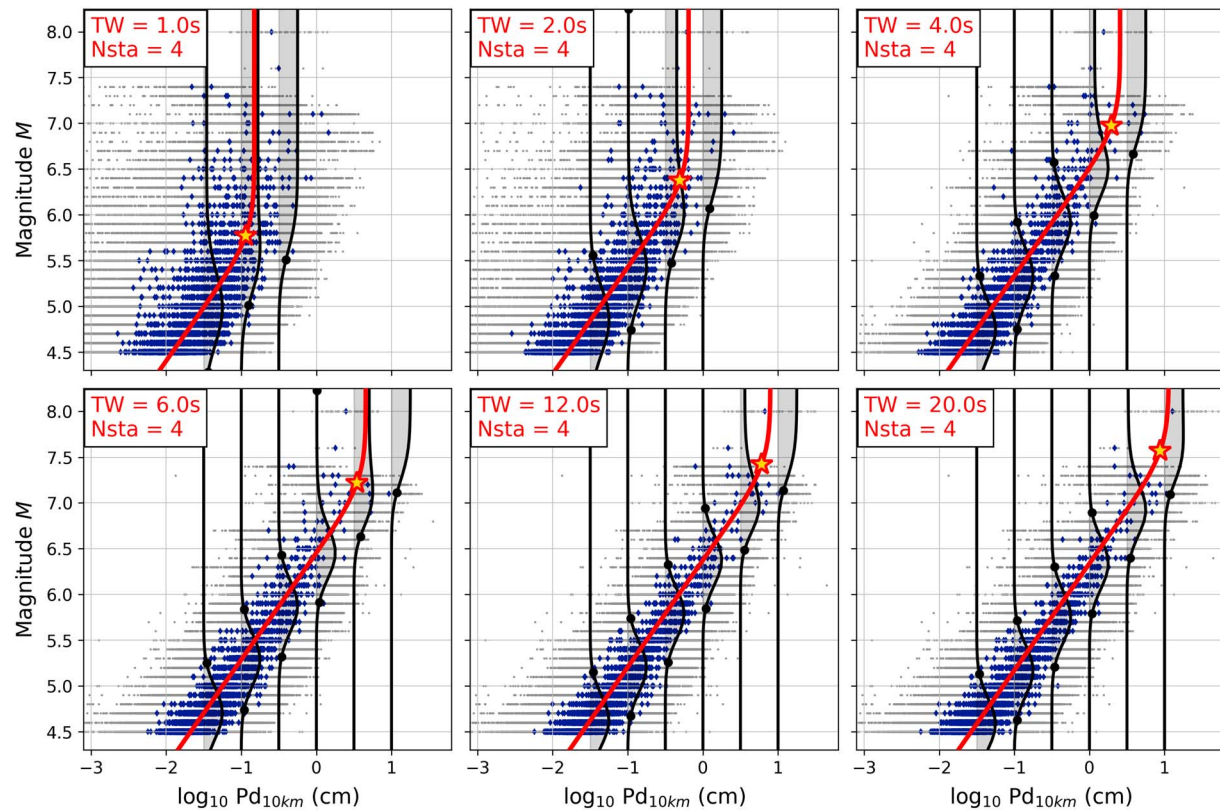 TW = 1.0s
Nsta = 4
TW = 2.0s
Nsta = 4
TW = 4.0s
Nsta = 4
8.0
7.5
7.0
6.5
6.0
5.5
5.0
4.5
Magnitude M
TW = 6.0s
Nsta = 4
TW = 12.0s
Nsta = 4
TW = 20.0s
Nsta = 4
8.0
7.5
7.0
6.5
6.0
5.5
5.0
4.5
Magnitude M
−3 −2 −1 0 1
−3 −2 −1 0 1
−3 −2 −1 0 1
log₁₀ Pd₁₀ₖₘ (cm)
log₁₀ Pd₁₀ₖₘ (cm)
log₁₀ Pd₁₀ₖₘ (cm)